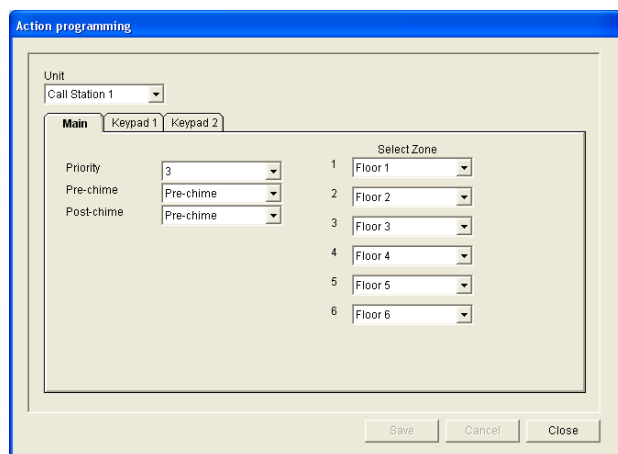 Action programming
Unit
Call Station 1
Main Keypad 1 Keypad 2
Select Zone
Priority 3
Pre-chime Pre-chime
Post-chime Pre-chime
1 Floor 1
2 Floor 2
3 Floor 3
4 Floor 4
5 Floor 5
6 Floor 6
Save Cancel Close